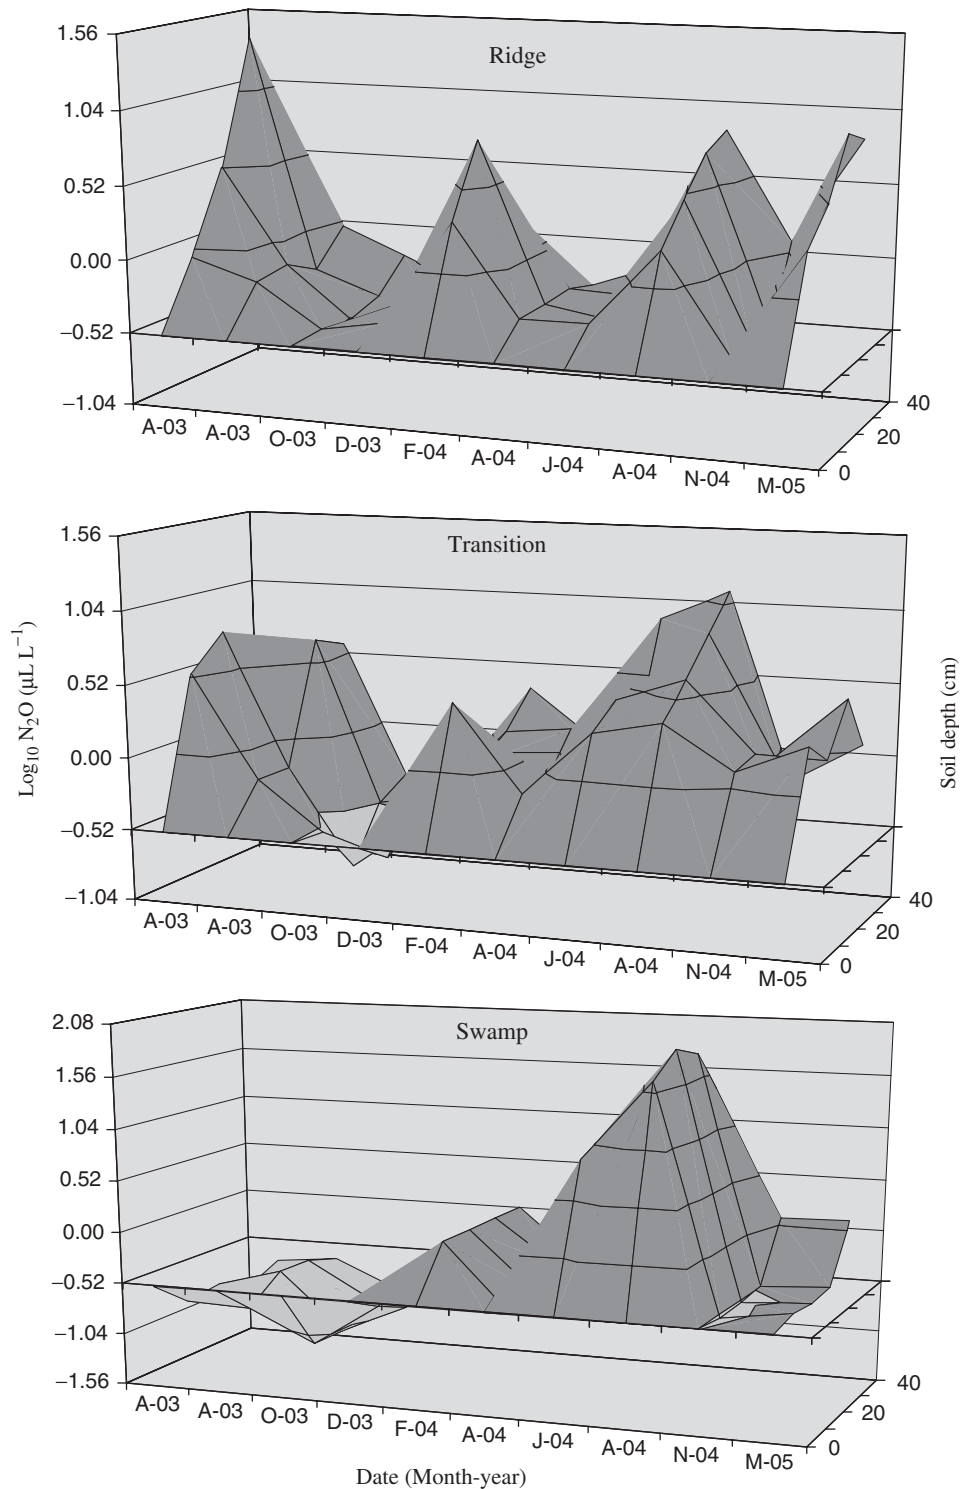 Ridge
1.56
1.04
0.52
0.00
−0.52
−1.04
A-03 A-03 O-03 D-03 F-04 A-04 J-04 A-04 N-04 M-05
0 20 40
Transition
1.56
1.04
0.52
0.00
−0.52
−1.04
Log10 N2O (µL L−1)
Soil depth (cm)
A-03 A-03 O-03 D-03 F-04 A-04 J-04 A-04 N-04 M-05
0 20 40
Swamp
2.08
1.56
1.04
0.52
0.00
−0.52
−1.04
−1.56
A-03 A-03 O-03 D-03 F-04 A-04 J-04 A-04 N-04 M-05
0 20 40
Date (Month-year)